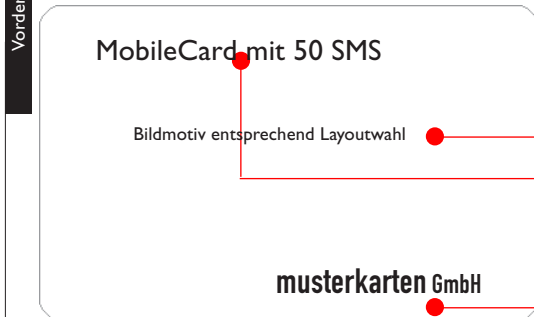 Vorder
MobileCard mit 50 SMS
Bildmotiv entsprechend Layoutwahl
musterkarten GmbH